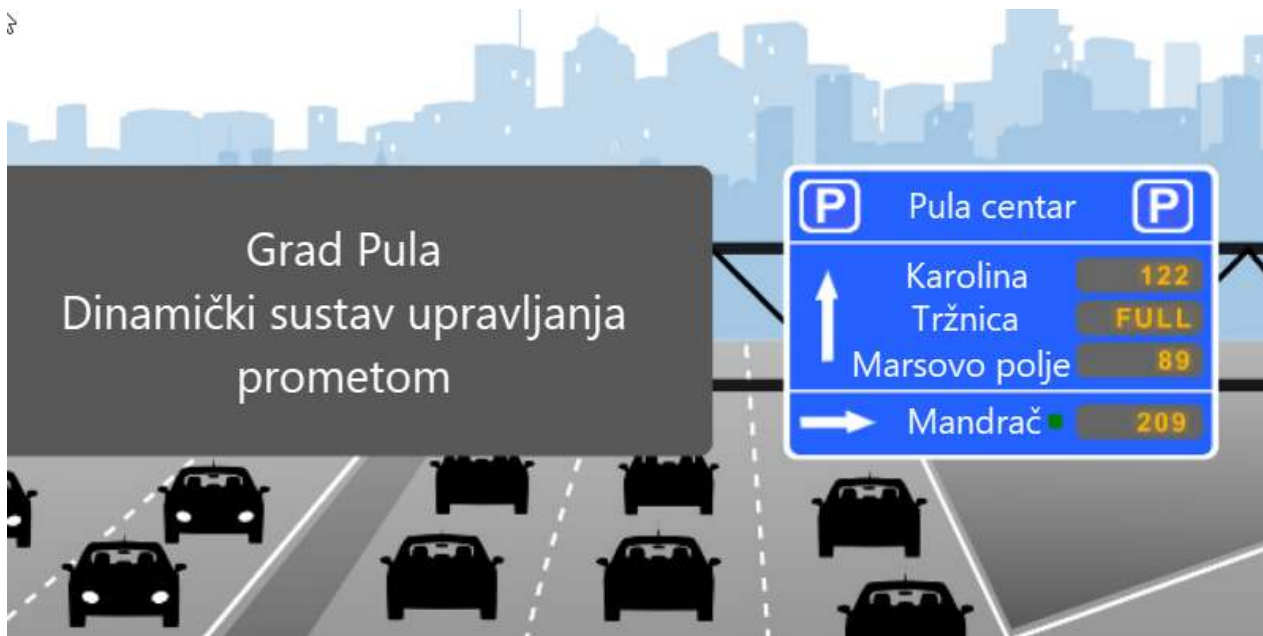 Grad Pula
Dinamički sustav upravljanja
prometom
P Pula centar P
Karolina 122
Tržnica FULL
Marsovo polje 89
Mandrač 209